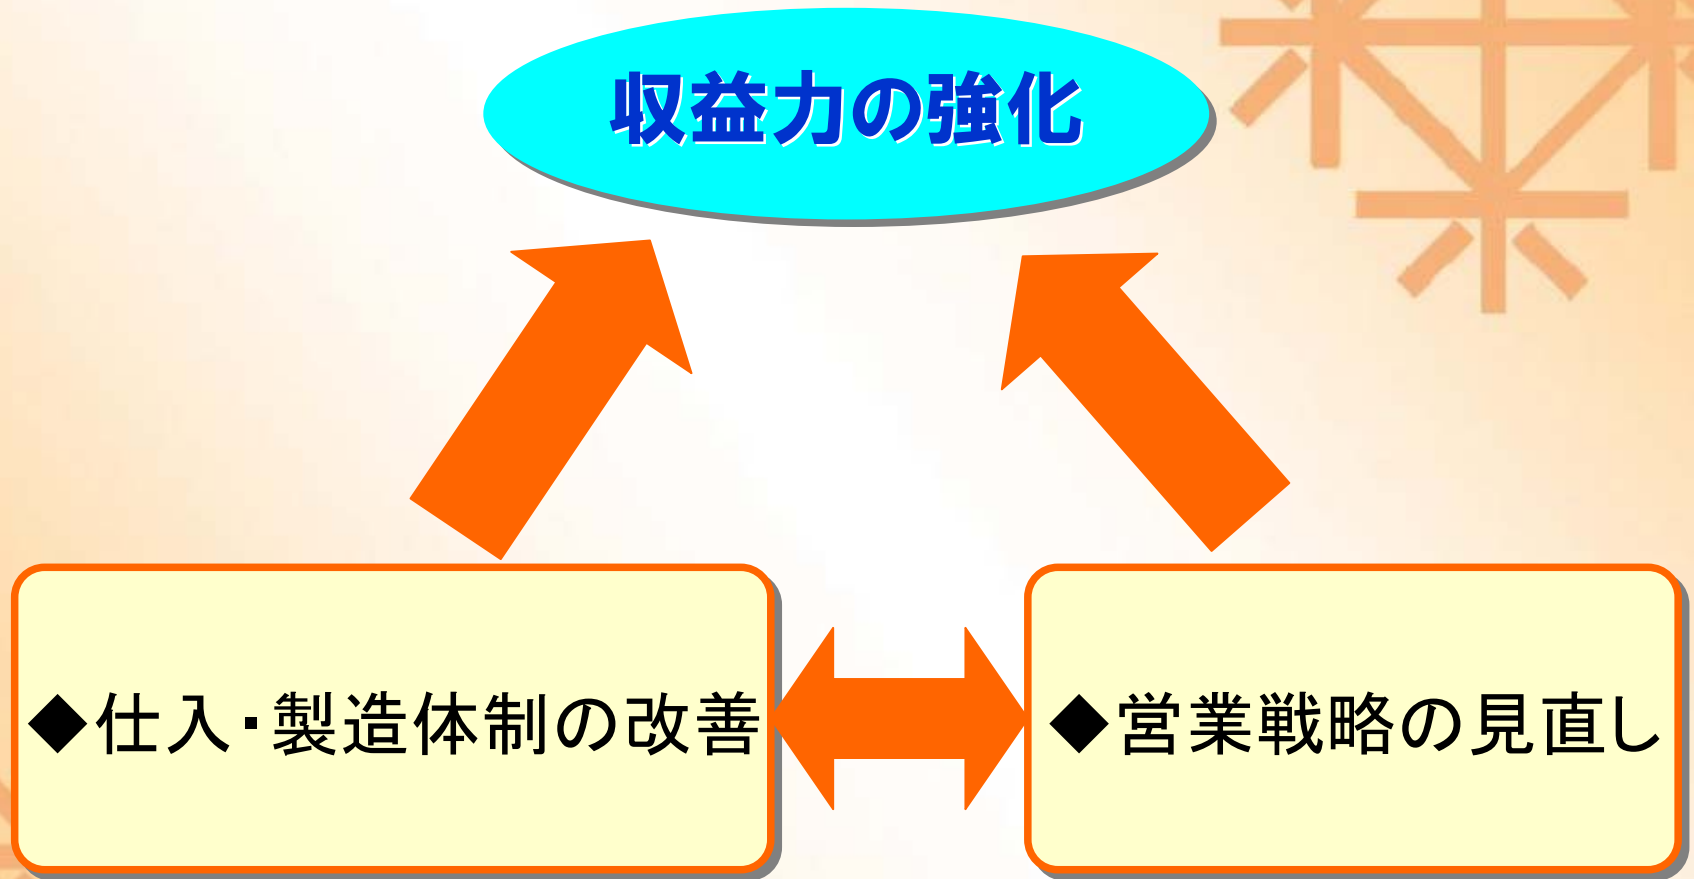 収益力の強化
◆仕入・製造体制の改善
◆営業戦略の見直し